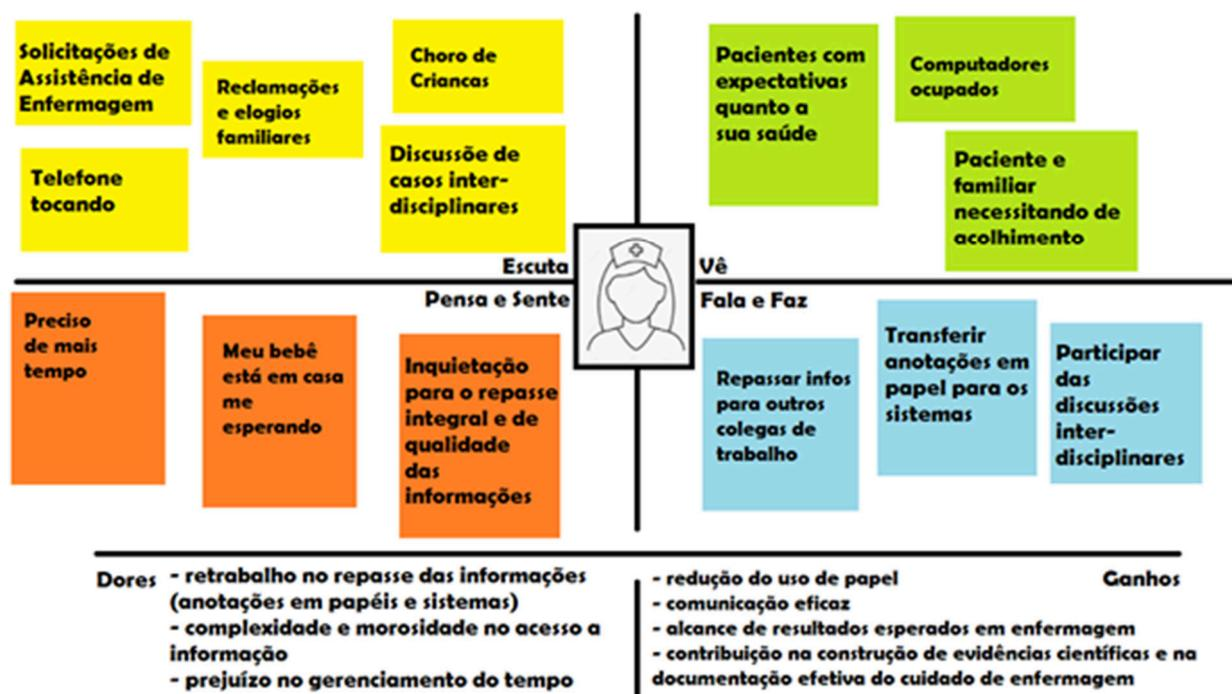 Solicitações de
Assistência de
Enfermagem
Reclamações
e elogios
familiares
Choro de
Criancas
Telefone
tocando
Discussõe de
casos inter-
disciplinares
Escuta
Pacientes com
expectativas
quanto a
sua saúde
Computadores
ocupados
Paciente e
familiar
necessitando de
acolhimento
Vê
Pensa e Sente
Preciso
de mais
tempo
Meu bebê
está em casa
me
esperando
Inquietação
para o repasse
integral e de
qualidade
das
informações
Fala e Faz
Repassar infos
para outros
colegas de
trabalho
Transferir
anotações em
papel para os
sistemas
Participar
das
discussões
inter-
disciplinares
Dores
- retrabalho no repasse das informações
(anotações em papéis e sistemas)
- complexidade e morosidade no acesso a
informação
- prejuízo no gerenciamento do tempo
Ganhos
- redução do uso de papel
- comunicação eficaz
- alcance de resultados esperados em enfermagem
- contribuição na construção de evidências científicas e na
documentação efetiva do cuidado de enfermagem